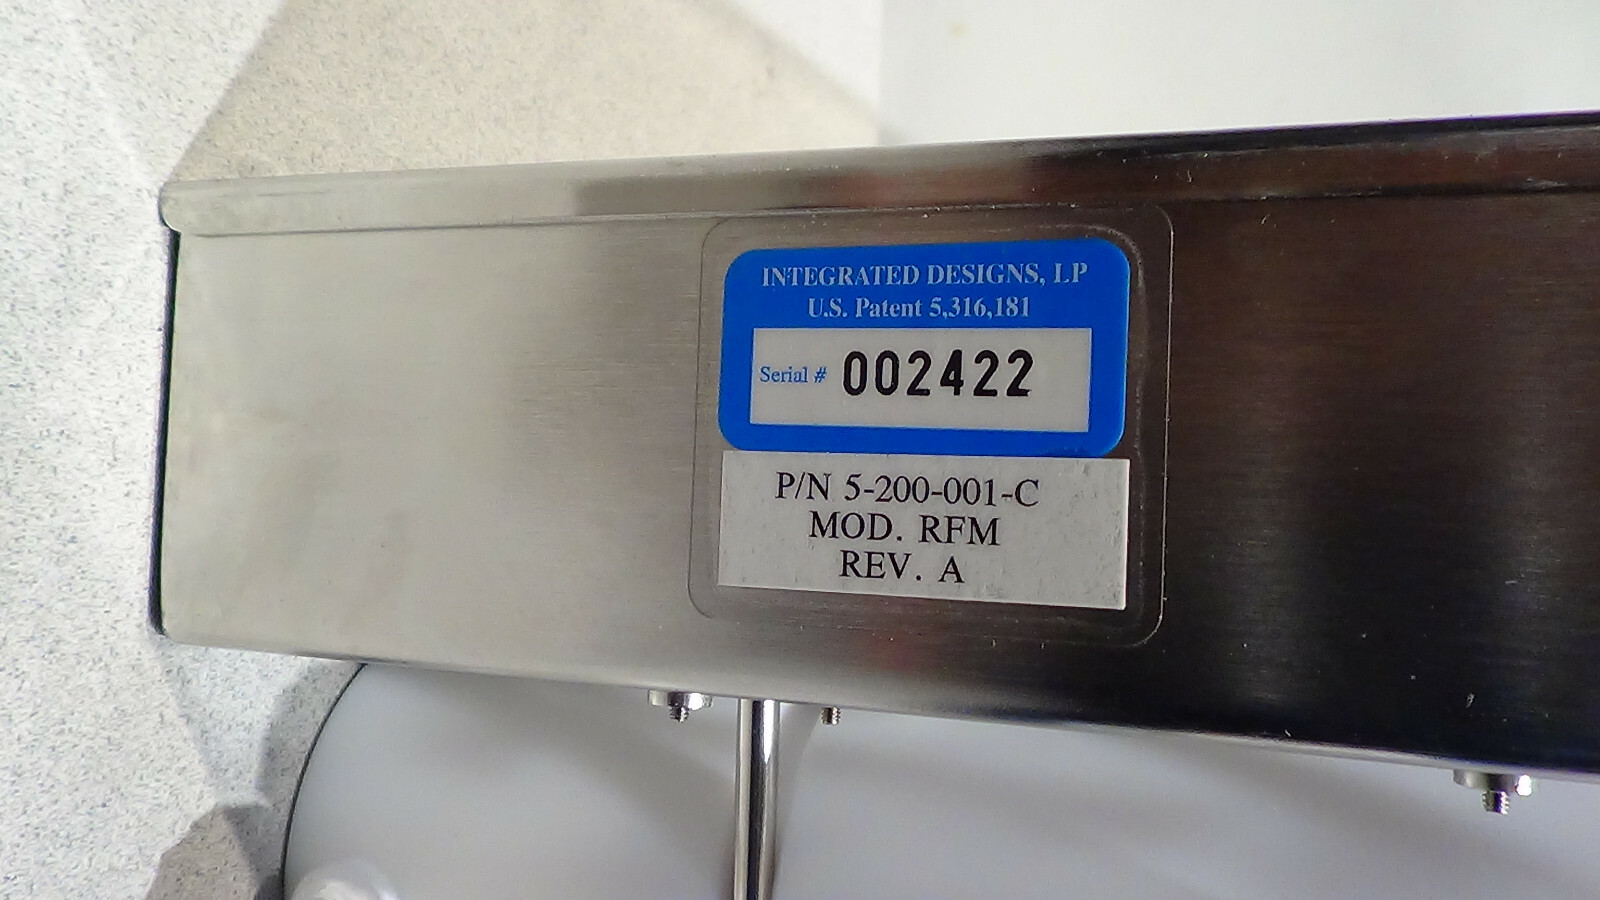 INTEGRATED DESIGNS, LP
U.S. Patent 5,316,181
Serial # 002422
P/N 5-200-001-C
MOD. RFM
REV. A